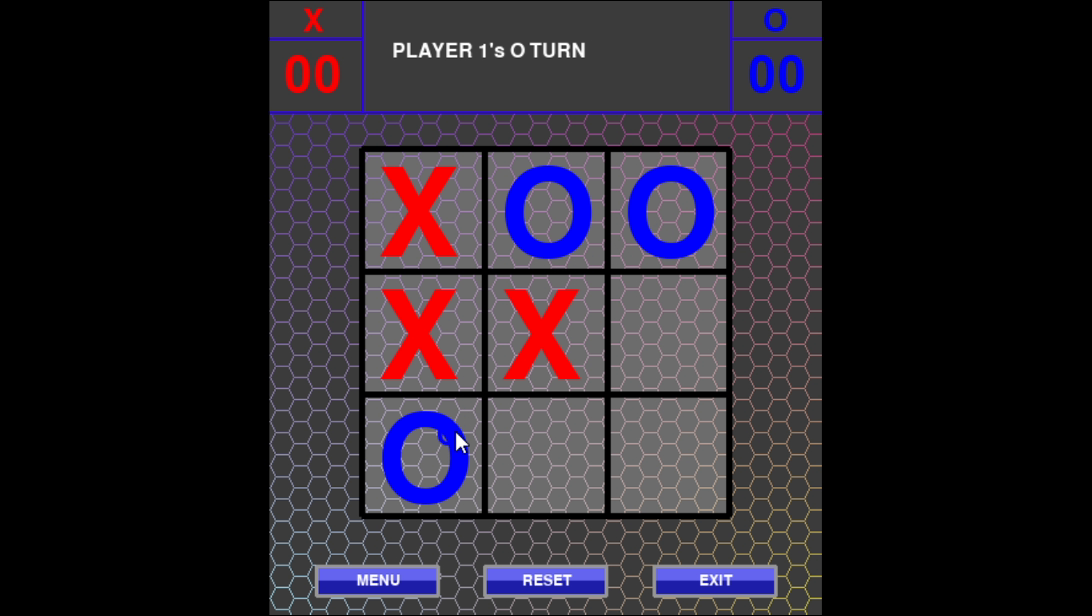 X
O
PLAYER 1's O TURN
00
00
X O O
X X
O
MENU RESET EXIT